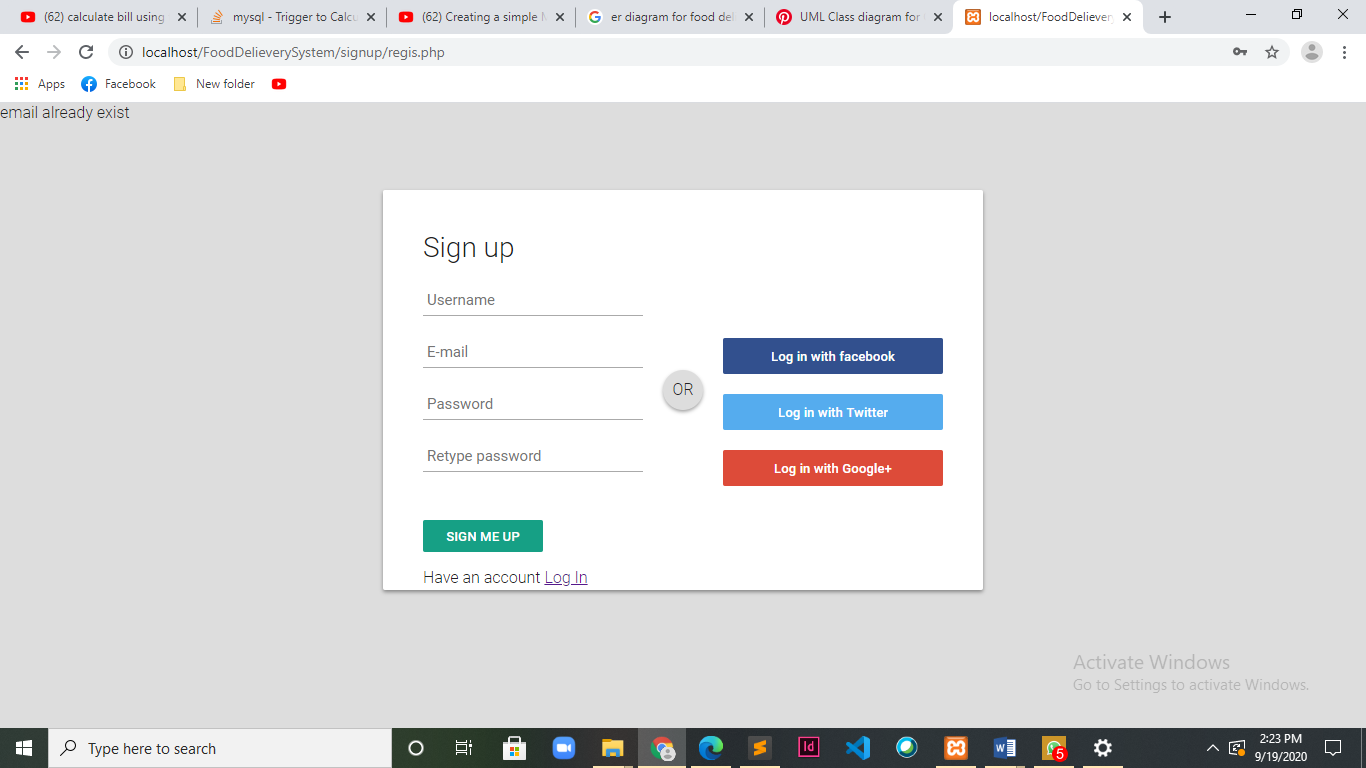 (62) calculate bill using
mysql - Trigger to Calcu
(62) Creating a simple M
er diagram for food del
UML Class diagram for
localhost/FoodDelievery
localhost/FoodDelieverySystem/signup/regis.php
Apps
Facebook
New folder
email already exist
Sign up
Username
E-mail
Password
Retype password
OR
Log in with facebook
Log in with Twitter
Log in with Google+
SIGN ME UP
Have an account Log In
Activate Windows
Go to Settings to activate Windows.
Type here to search
Id
5
2:23 PM
9/19/2020